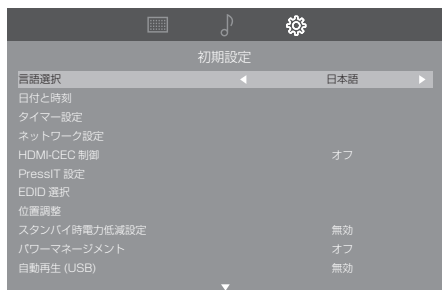 初期設定
言語選択 日本語
日付と時刻
タイマー設定
ネットワーク設定
HDMI-CEC 制御 オフ
PressIT 設定
EDID 選択
位置調整
スタンバイ時電力低減設定 無効
パワーマネージメント オフ
自動再生 (USB) 無効